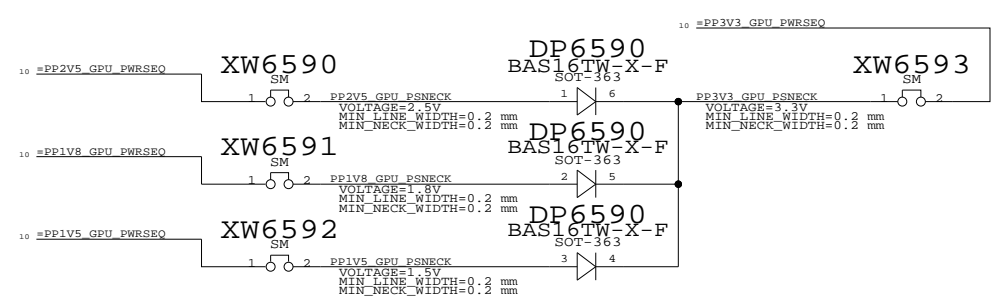 10 =PP3V3_GPU_PWRSEQ
10 =PP2V5_GPU_PWRSEQ
XW6590
SM
1 2
PP2V5_GPU_PSNECK
VOLTAGE=2.5V
MIN_LINE_WIDTH=0.2 mm
MIN_NECK_WIDTH=0.2 mm
DP6590
BAS16TW-X-F
SOT-363
1 6
PP3V3_GPU_PSNECK
VOLTAGE=3.3V
MIN_LINE_WIDTH=0.2 mm
MIN_NECK_WIDTH=0.2 mm
XW6593
SM
1 2
10 =PP1V8_GPU_PWRSEQ
XW6591
SM
1 2
PP1V8_GPU_PSNECK
VOLTAGE=1.8V
MIN_LINE_WIDTH=0.2 mm
MIN_NECK_WIDTH=0.2 mm
DP6590
BAS16TW-X-F
SOT-363
2 5
10 =PP1V5_GPU_PWRSEQ
XW6592
SM
1 2
PP1V5_GPU_PSNECK
VOLTAGE=1.5V
MIN_LINE_WIDTH=0.2 mm
MIN_NECK_WIDTH=0.2 mm
DP6590
BAS16TW-X-F
SOT-363
3 4